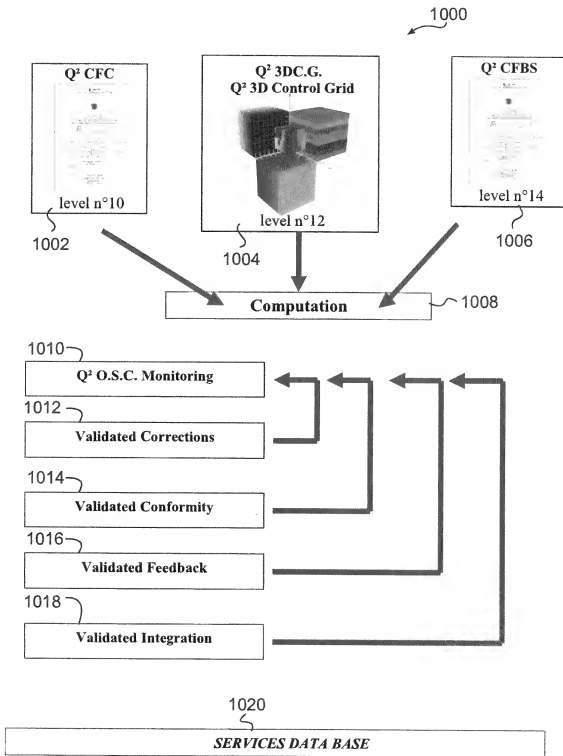 1000
Q² CFC
level n°10
1002
Q² 3DC.G.
Q² 3D Control Grid
level n°12
1004
Q² CFBS
level n°14
1006
Computation
1008
1010
Q² O.S.C. Monitoring
1012
Validated Corrections
1014
Validated Conformity
1016
Validated Feedback
1018
Validated Integration
1020
SERVICES DATA BASE